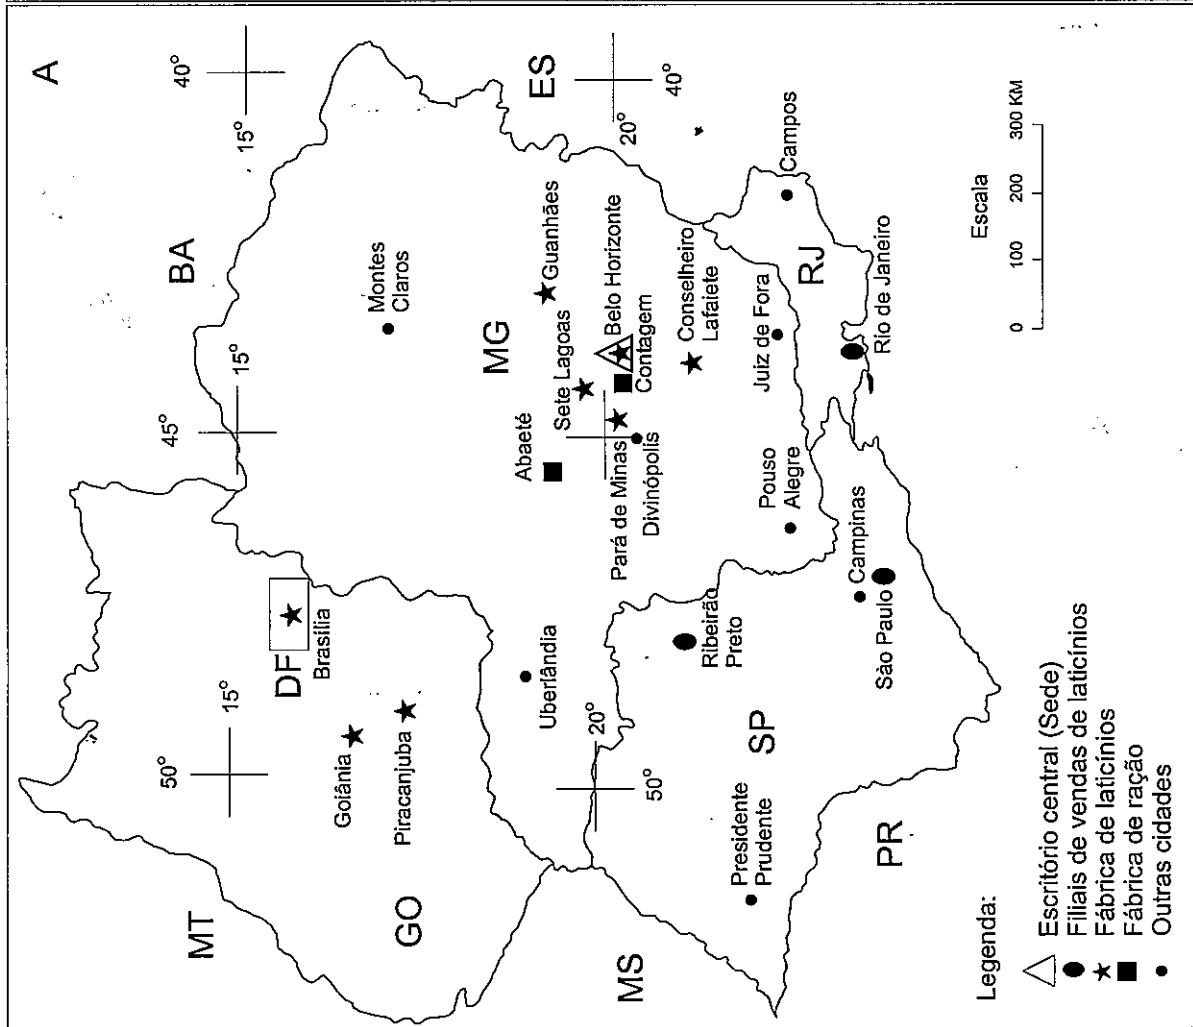 A
40°
15°
BA
45°
15°
50°
15°
MT
GO
DF
Brasília
Goiânia
Piracanjuba
Montes
Claros
MG
ES
20°
40°
Guanhães
Sete Lagoas
Abaeté
Belo Horizonte
Contagem
Pará de Minas
Divinópolis
Conselheiro
Lafaiete
Uberlândia
20°
50°
MS
Juiz de Fora
Pouso
Alegre
Campos
RJ
Rio de Janeiro
Ribeirão
Preto
SP
Campinas
São Paulo
Presidente
Prudente
PR
Escala
0 100 200 300 KM
Legenda:
Escritório central (Sede)
Filiais de vendas de laticínios
Fábrica de laticínios
Fábrica de ração
Outras cidades